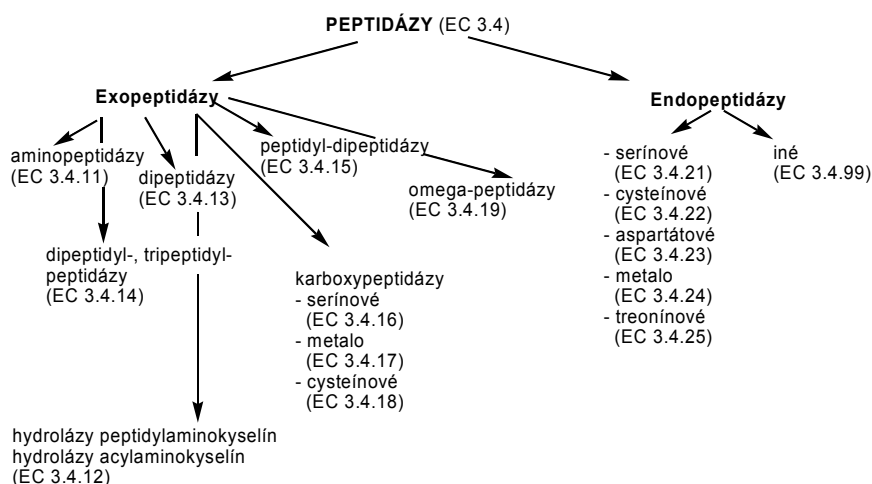 PEPTIDÁZY (EC 3.4)
Exopeptidázy
Endopeptidázy
aminopeptidázy
(EC 3.4.11)
dipeptidázy
(EC 3.4.13)
peptidyl-dipeptidázy
(EC 3.4.15)
omega-peptidázy
(EC 3.4.19)
dipeptidyl-, tripeptidyl-
peptidázy
(EC 3.4.14)
karboxypeptidázy
- serínové
(EC 3.4.16)
- metalo
(EC 3.4.17)
- cysteínové
(EC 3.4.18)
hydrolázy peptidylaminokyselín
hydrolázy acylaminokyselín
(EC 3.4.12)
- serínové
(EC 3.4.21)
- cysteínové
(EC 3.4.22)
- aspartátové
(EC 3.4.23)
- metalo
(EC 3.4.24)
- treonínové
(EC 3.4.25)
iné
(EC 3.4.99)